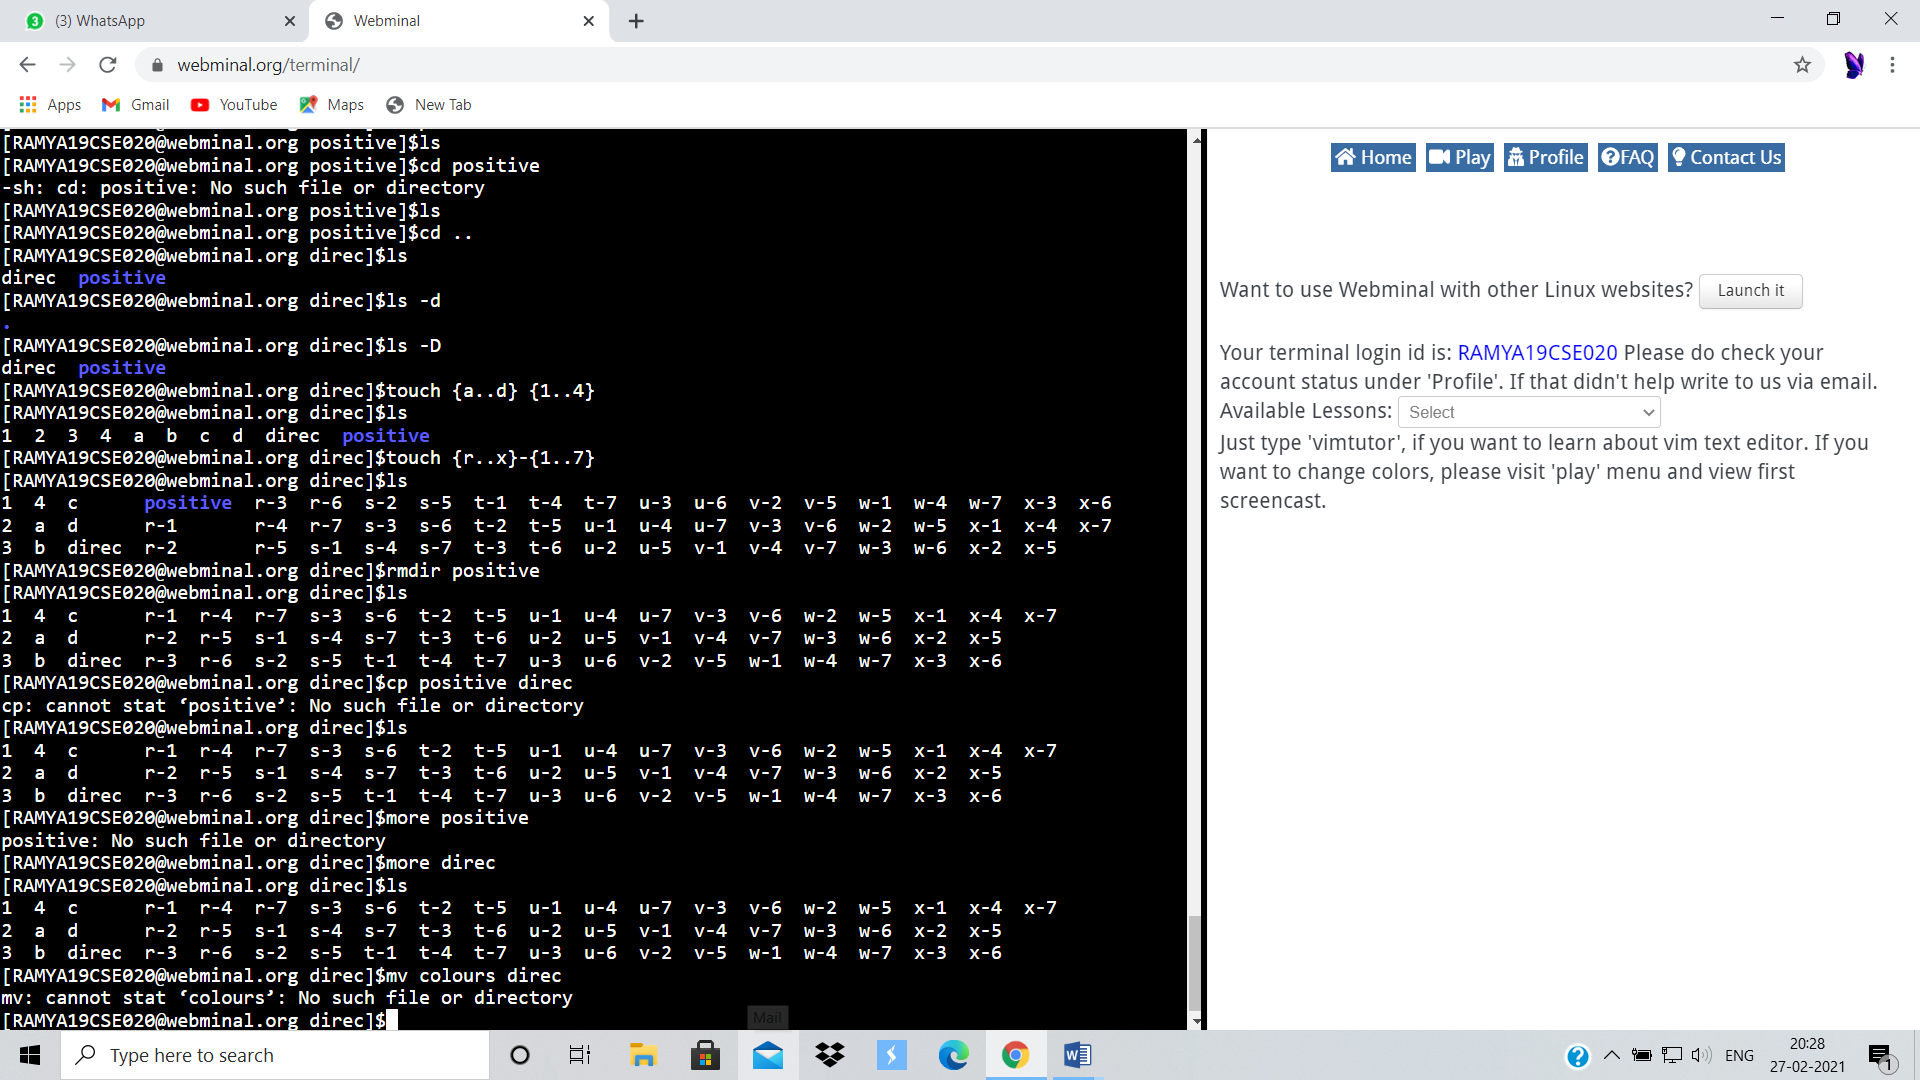 (3) WhatsApp
Webminal
webminal.org/terminal/
Apps Gmail YouTube Maps New Tab
[RAMYA19CSE020@webminal.org positive]$ls
[RAMYA19CSE020@webminal.org positive]$cd positive
-sh: cd: positive: No such file or directory
[RAMYA19CSE020@webminal.org positive]$ls
[RAMYA19CSE020@webminal.org positive]$cd ..
[RAMYA19CSE020@webminal.org direc]$ls
direc  positive
[RAMYA19CSE020@webminal.org direc]$ls -d
.
[RAMYA19CSE020@webminal.org direc]$ls -D
direc  positive
[RAMYA19CSE020@webminal.org direc]$touch {a..d} {1..4}
[RAMYA19CSE020@webminal.org direc]$ls
1  2  3  4  a  b  c  d  direc  positive
[RAMYA19CSE020@webminal.org direc]$touch {r..x}-{1..7}
[RAMYA19CSE020@webminal.org direc]$ls
1  4  c      positive  r-3  r-6  s-2  s-5  t-1  t-4  t-7  u-3  u-6  v-2  v-5  w-1  w-4  w-7  x-3  x-6
2  a  d      r-1       r-4  r-7  s-3  s-6  t-2  t-5  u-1  u-4  u-7  v-3  v-6  w-2  w-5  x-1  x-4  x-7
3  b  direc  r-2       r-5  s-1  s-4  s-7  t-3  t-6  u-2  u-5  v-1  v-4  v-7  w-3  w-6  x-2  x-5
[RAMYA19CSE020@webminal.org direc]$rmdir positive
[RAMYA19CSE020@webminal.org direc]$ls
1  4  c      r-1  r-4  r-7  s-3  s-6  t-2  t-5  u-1  u-4  u-7  v-3  v-6  w-2  w-5  x-1  x-4  x-7
2  a  d      r-2  r-5  s-1  s-4  s-7  t-3  t-6  u-2  u-5  v-1  v-4  v-7  w-3  w-6  x-2  x-5
3  b  direc  r-3  r-6  s-2  s-5  t-1  t-4  t-7  u-3  u-6  v-2  v-5  w-1  w-4  w-7  x-3  x-6
[RAMYA19CSE020@webminal.org direc]$cp positive direc
cp: cannot stat ‘positive’: No such file or directory
[RAMYA19CSE020@webminal.org direc]$ls
1  4  c      r-1  r-4  r-7  s-3  s-6  t-2  t-5  u-1  u-4  u-7  v-3  v-6  w-2  w-5  x-1  x-4  x-7
2  a  d      r-2  r-5  s-1  s-4  s-7  t-3  t-6  u-2  u-5  v-1  v-4  v-7  w-3  w-6  x-2  x-5
3  b  direc  r-3  r-6  s-2  s-5  t-1  t-4  t-7  u-3  u-6  v-2  v-5  w-1  w-4  w-7  x-3  x-6
[RAMYA19CSE020@webminal.org direc]$more positive
positive: No such file or directory
[RAMYA19CSE020@webminal.org direc]$more direc
[RAMYA19CSE020@webminal.org direc]$ls
1  4  c      r-1  r-4  r-7  s-3  s-6  t-2  t-5  u-1  u-4  u-7  v-3  v-6  w-2  w-5  x-1  x-4  x-7
2  a  d      r-2  r-5  s-1  s-4  s-7  t-3  t-6  u-2  u-5  v-1  v-4  v-7  w-3  w-6  x-2  x-5
3  b  direc  r-3  r-6  s-2  s-5  t-1  t-4  t-7  u-3  u-6  v-2  v-5  w-1  w-4  w-7  x-3  x-6
[RAMYA19CSE020@webminal.org direc]$mv colours direc
mv: cannot stat ‘colours’: No such file or directory
[RAMYA19CSE020@webminal.org direc]$
Home Play Profile FAQ Contact Us
Want to use Webminal with other Linux websites? Launch it
Your terminal login id is: RAMYA19CSE020 Please do check your
account status under 'Profile'. If that didn't help write to us via email.
Available Lessons: Select
Just type 'vimtutor', if you want to learn about vim text editor. If you
want to change colors, please visit 'play' menu and view first
screencast.
Mail
Type here to search
ENG
20:28
27-02-2021
1